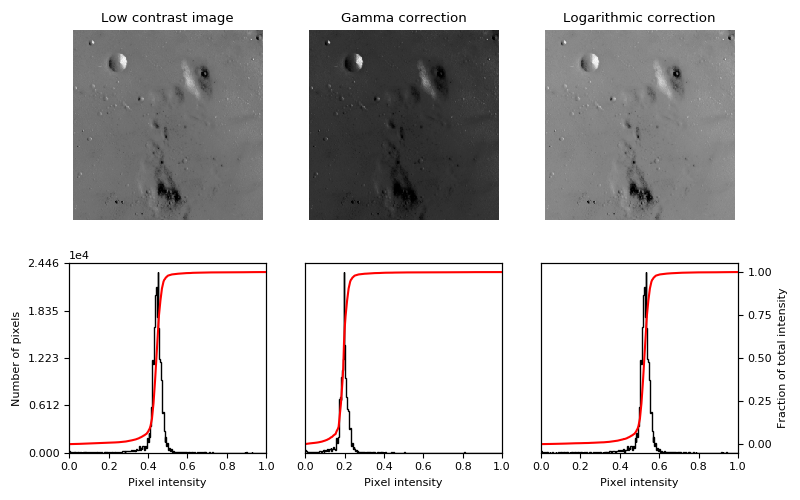 Low contrast image
Gamma correction
Logarithmic correction
1e4
2.446
1.835
1.223
0.612
0.000
Number of pixels
0.0 0.2 0.4 0.6 0.8 1.0
Pixel intensity
0.0 0.2 0.4 0.6 0.8 1.0
Pixel intensity
1.00
0.75
0.50
0.25
0.00
Fraction of total intensity
0.0 0.2 0.4 0.6 0.8 1.0
Pixel intensity